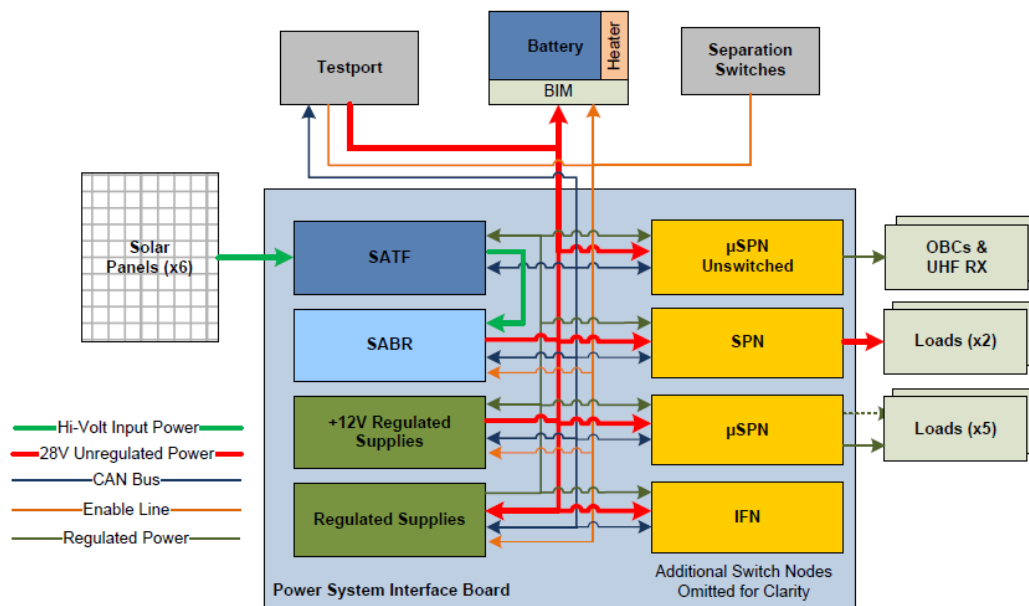 Testport
Battery
Heater
BIM
Separation
Switches
Solar
Panels (x6)
SATF
µSPN
Unswitched
OBCs &
UHF RX
SABR
SPN
Loads (x2)
+12V Regulated
Supplies
µSPN
Loads (x5)
Regulated Supplies
IFN
Hi-Volt Input Power
28V Unregulated Power
CAN Bus
Enable Line
Regulated Power
Power System Interface Board
Additional Switch Nodes
Omitted for Clarity